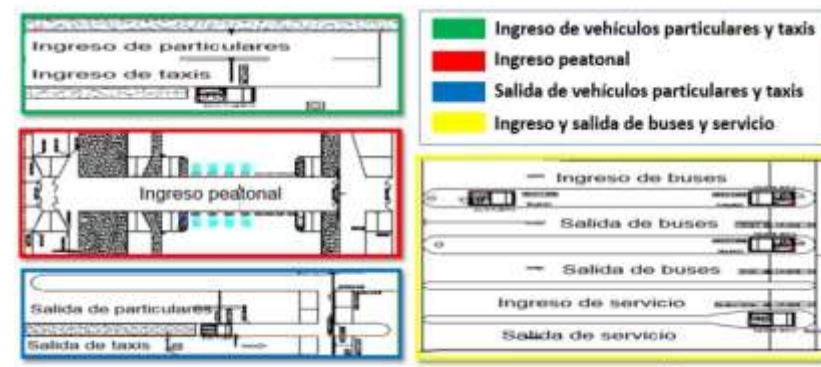 Ingreso de particulares
Ingreso de taxis
Ingreso peatonal
Salida de particulares
Salida de taxis
Ingreso de vehículos particulares y taxis
Ingreso peatonal
Salida de vehículos particulares y taxis
Ingreso y salida de buses y servicio
Ingreso de buses
Salida de buses
Salida de buses
Ingreso de servicio
Salida de servicio